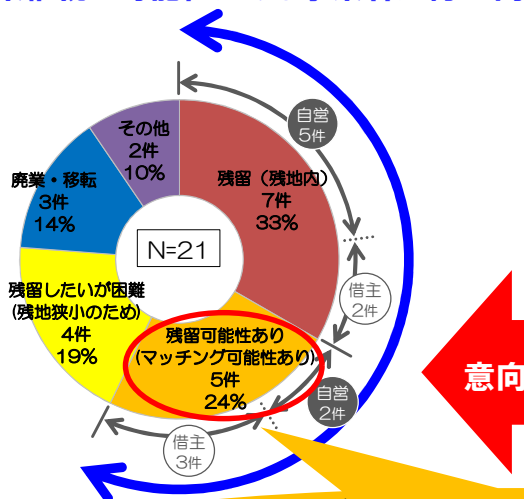 自営
5件
その他
2件
10%
残留（残地内）
7件
33%
廃業・移転
3件
14%
N=21
借主
2件
残留したいが困難
(残地狭小のため)
4件
19%
残留可能性あり
(マッチング可能性あり)
5件
24%
自営
2件
借主
3件
意向